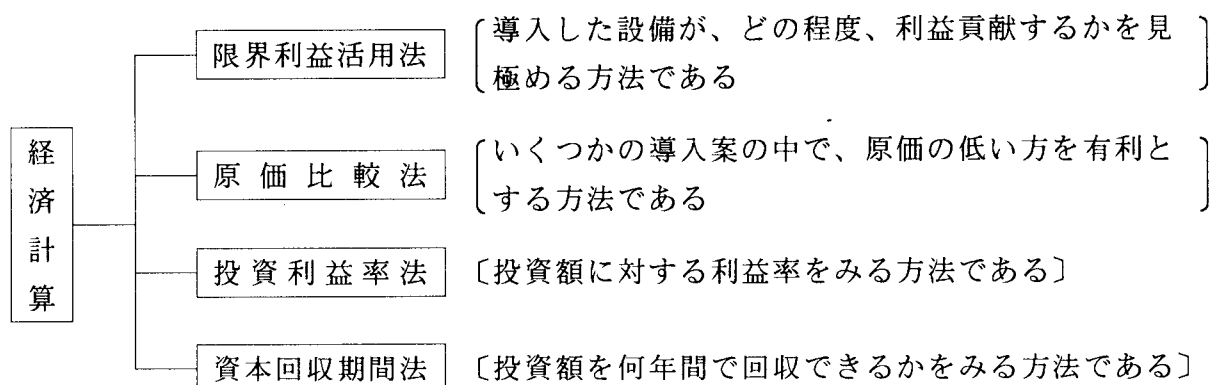 経済計算
限界利益活用法
導入した設備が、どの程度、利益貢献するかを見
極める方法である
原価比較法
いくつかの導入案の中で、原価の低い方を有利と
する方法である
投資利益率法
〔投資額に対する利益率をみる方法である〕
資本回収期間法
〔投資額を何年間で回収できるかをみる方法である〕